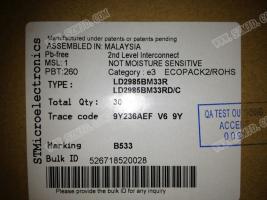 Manufactured under patents or patents pending
ASSEMBLED IN: MALAYSIA
Pb-free 2nd Level Interconnect
MSL: 1 NOT MOISTURE SENSITIVE
PBT:260 Category: e3 ECOPACK2/ROHS
TYPE: LD2985BM33R
LD2985BM33RD/C
Total Qty: 30
Trace code 9Y236AEF V6 9Y
Marking B533
Bulk ID 526718520028
Please provide the bulk ID for any inquiry
STMicroelectronics
QA TEST
ACCE